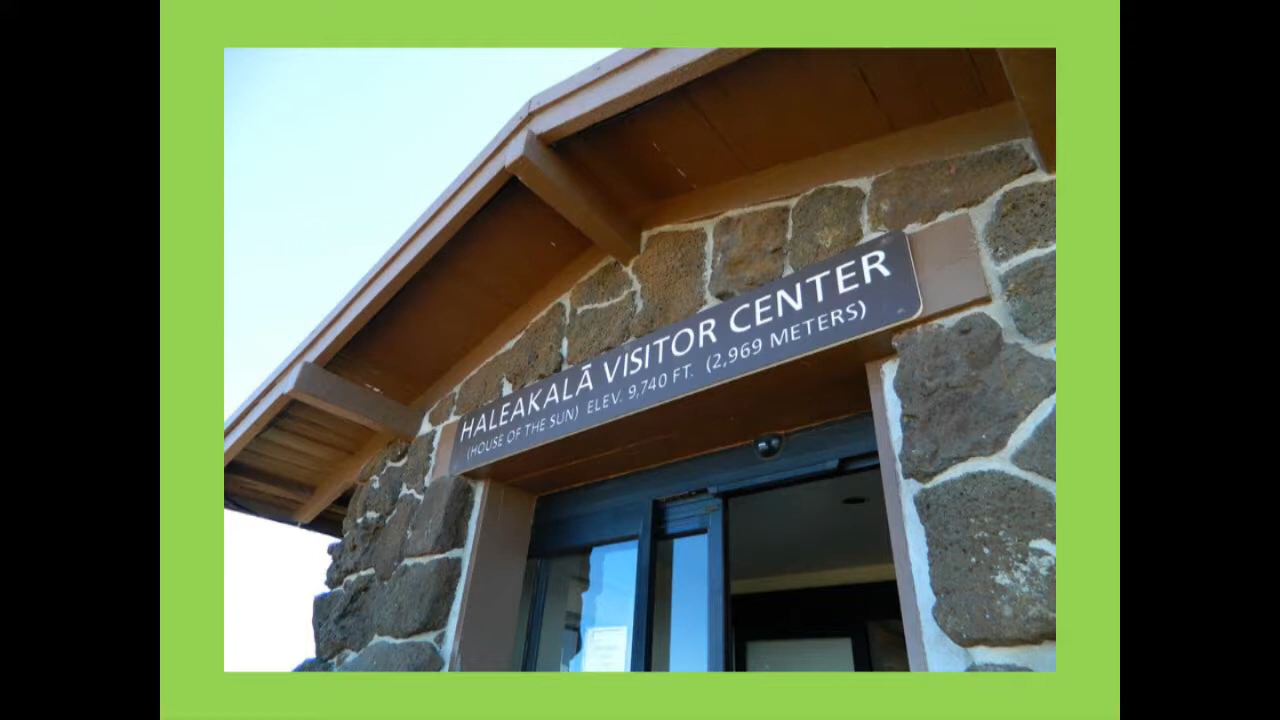 HALEAKALĀ VISITOR CENTER
(HOUSE OF THE SUN) ELEV. 9,740 FT. (2,969 METERS)